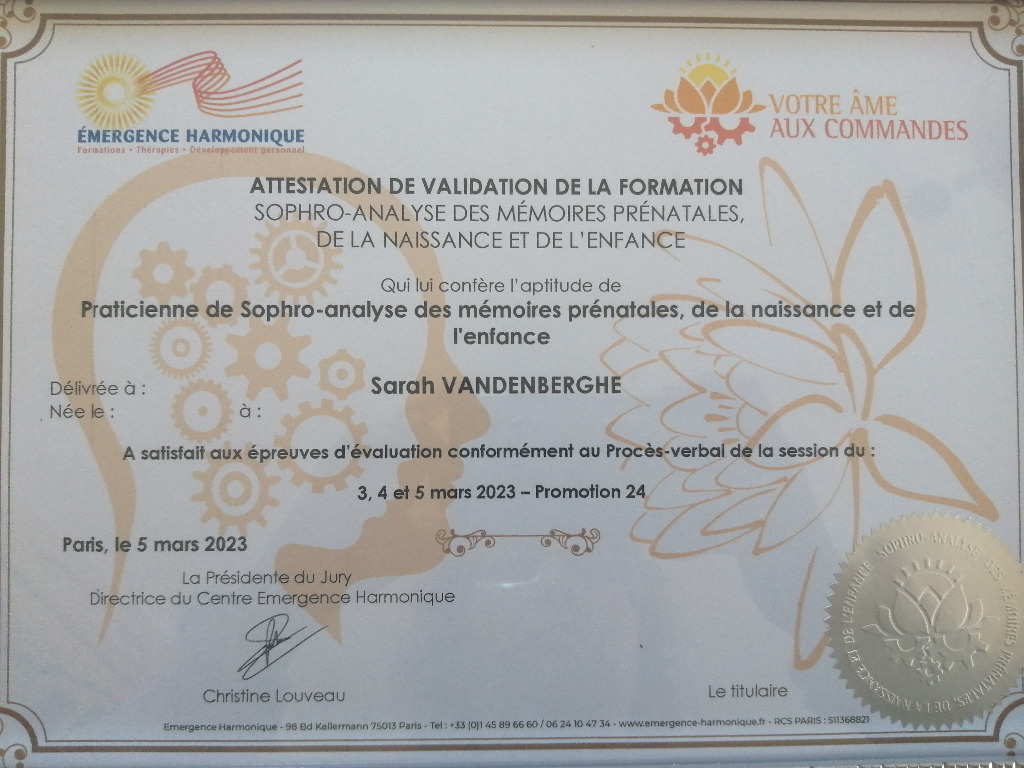 ÉMERGENCE HARMONIQUE
Formations • Thérapies • Développement personnel
VOTRE ÂME
AUX COMMANDES
ATTESTATION DE VALIDATION DE LA FORMATION
SOPHRO-ANALYSE DES MÉMOIRES PRÉNATALES,
DE LA NAISSANCE ET DE L'ENFANCE
Qui lui confère l'aptitude de
Praticienne de Sophro-analyse des mémoires prénatales, de la naissance et de
l'enfance
Délivrée à : Sarah VANDENBERGHE
Née le : à :
A satisfait aux épreuves d'évaluation conformément au Procès-verbal de la session du :
3, 4 et 5 mars 2023 – Promotion 24
Paris, le 5 mars 2023
La Présidente du Jury
Directrice du Centre Emergence Harmonique
Christine Louveau
Le titulaire
SOPHRO-ANALYSE DES MÉMOIRES PRÉNATALES, DE LA NAISSANCE ET DE L'ENFANCE
Emergence Harmonique - 98 Bd Kellermann 75013 Paris - Tel : +33 (0)1 45 89 66 60 / 06 24 10 47 34 - www.emergence-harmonique.fr - RCS PARIS : 511368821